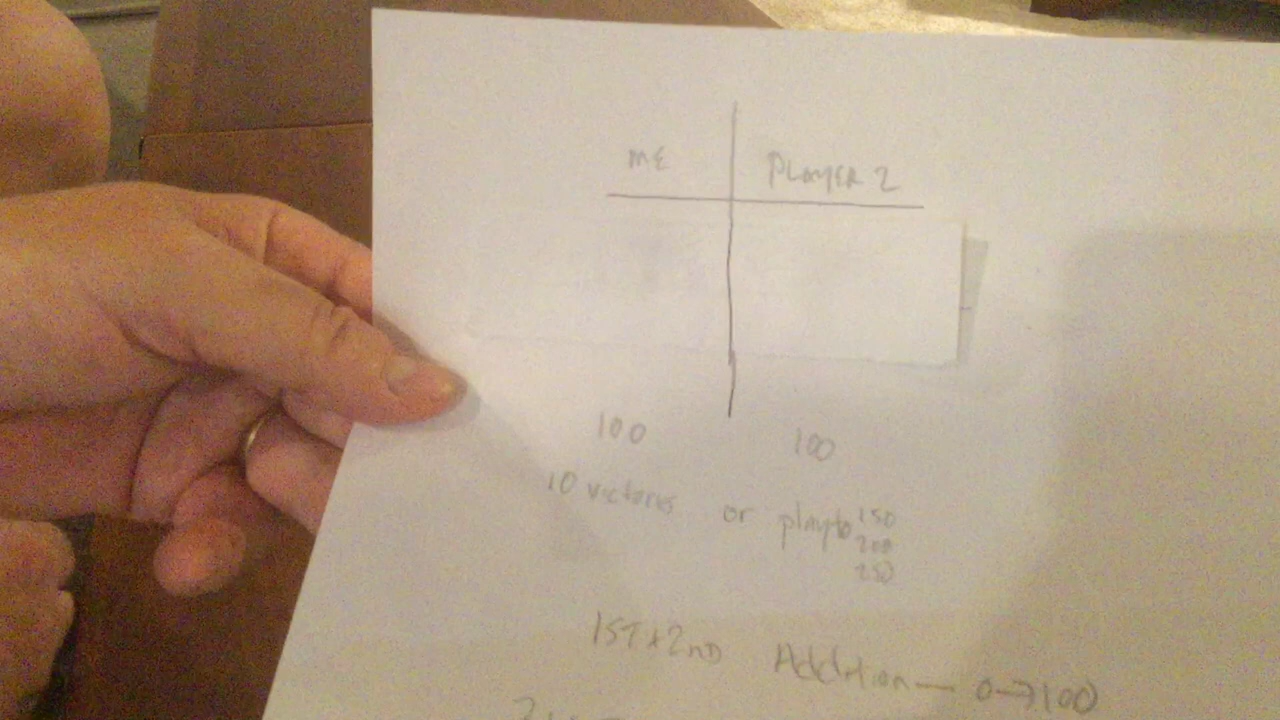 ME PLAYER 2
100 100
10 victories or play to 150
200
250
1ST + 2ND Addition — 0→100